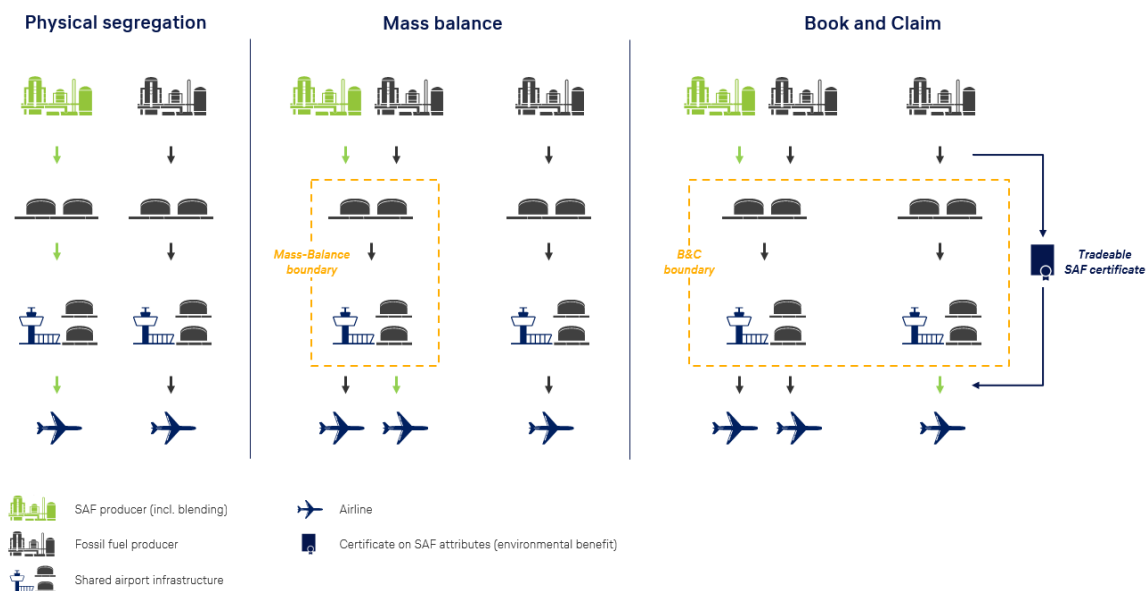 Physical segregation
Mass balance
Book and Claim
Mass-Balance
boundary
B&C
boundary
Tradeable
SAF certificate
SAF producer (incl. blending)
Airline
Fossil fuel producer
Certificate on SAF attributes (environmental benefit)
Shared airport infrastructure